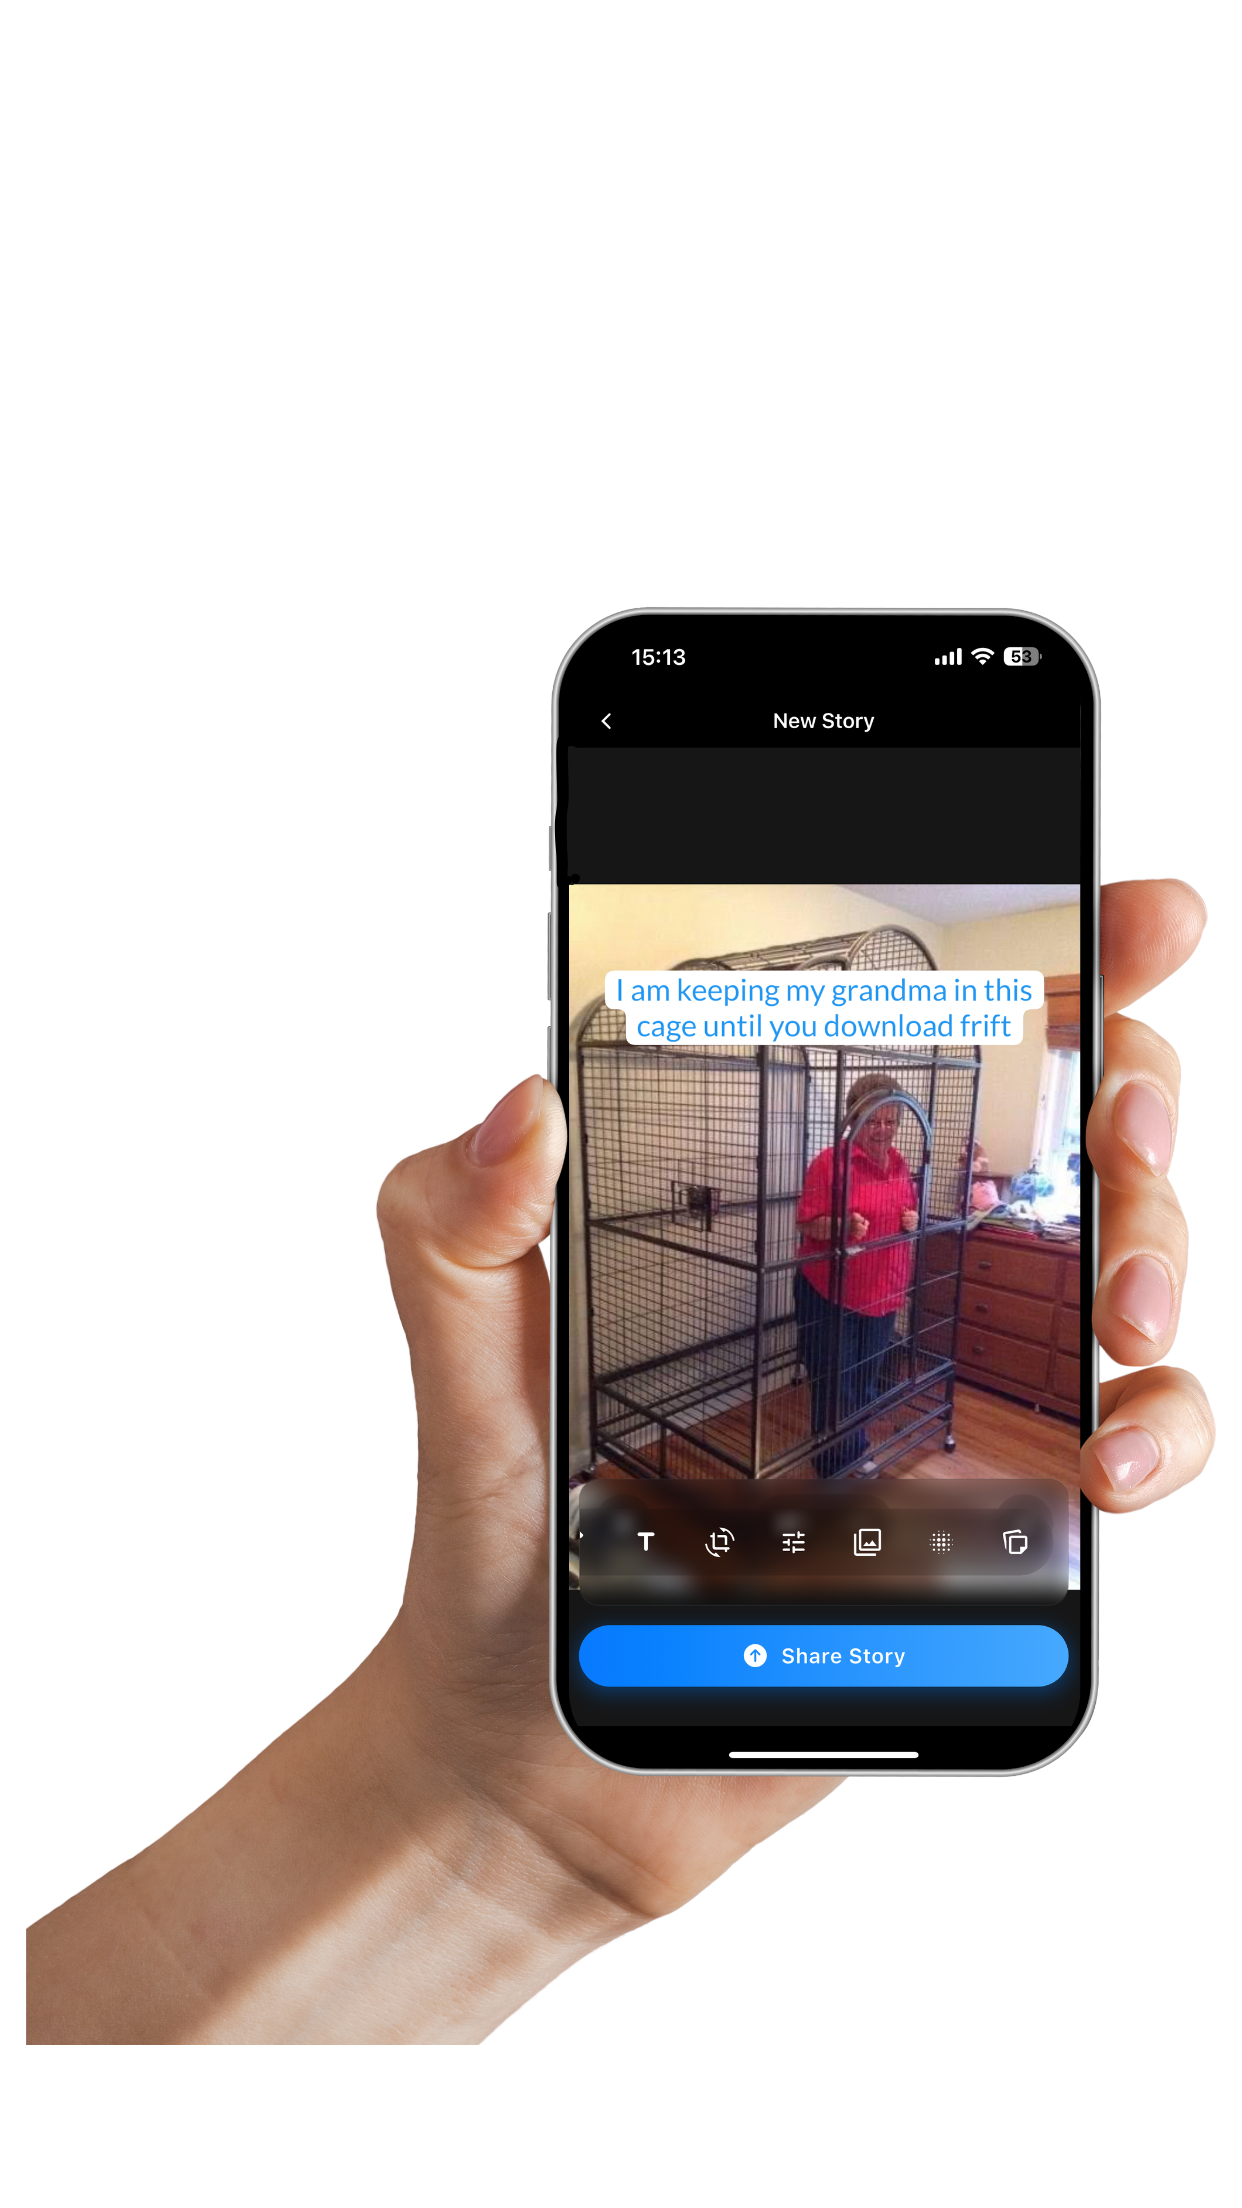 15:13
53
New Story
I am keeping my grandma in this
cage until you download frift
T
Share Story